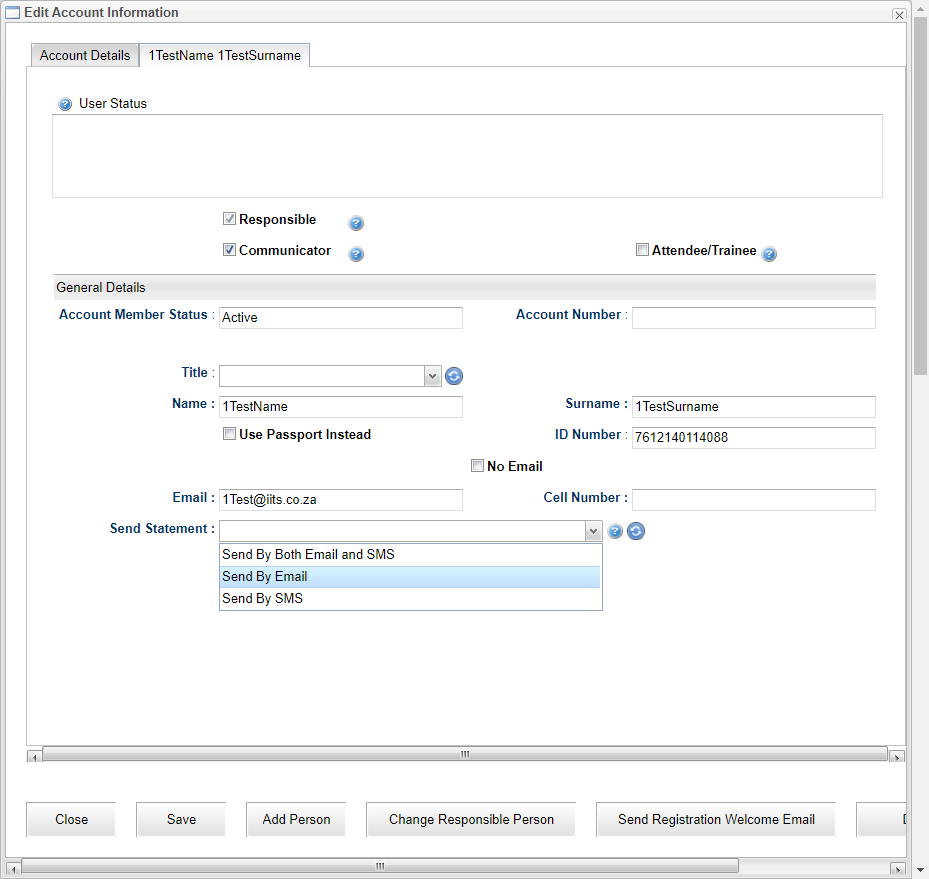 Edit Account Information
Account Details 1TestName 1TestSurname
User Status
Responsible
Communicator Attendee/Trainee
General Details
Account Member Status : Active Account Number :
Title :
Name : 1TestName Surname : 1TestSurname
Use Passport Instead ID Number : 7612140114088
No Email
Email : 1Test@iits.co.za Cell Number :
Send Statement :
Send By Both Email and SMS
Send By Email
Send By SMS
Close Save Add Person Change Responsible Person Send Registration Welcome Email